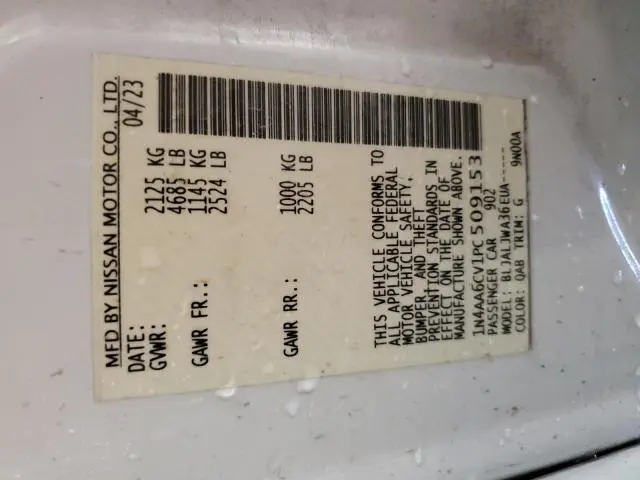 MFD BY NISSAN MOTOR CO., LTD.
DATE: 04/23
GVWR: 2125 KG
4685 LB
GAWR FR.: 1145 KG
2524 LB
GAWR RR.: 1000 KG
2205 LB
THIS VEHICLE CONFORMS TO
ALL APPLICABLE FEDERAL
MOTOR VEHICLE SAFETY,
BUMPER, AND THEFT
PREVENTION STANDARDS IN
EFFECT ON THE DATE OF
MANUFACTURE SHOWN ABOVE.
1N4AA6CV1PC509153
PASSENGER CAR 902
MODEL: BLJALJWA36EUA-----
COLOR: QAB TRIM: G 9N00A